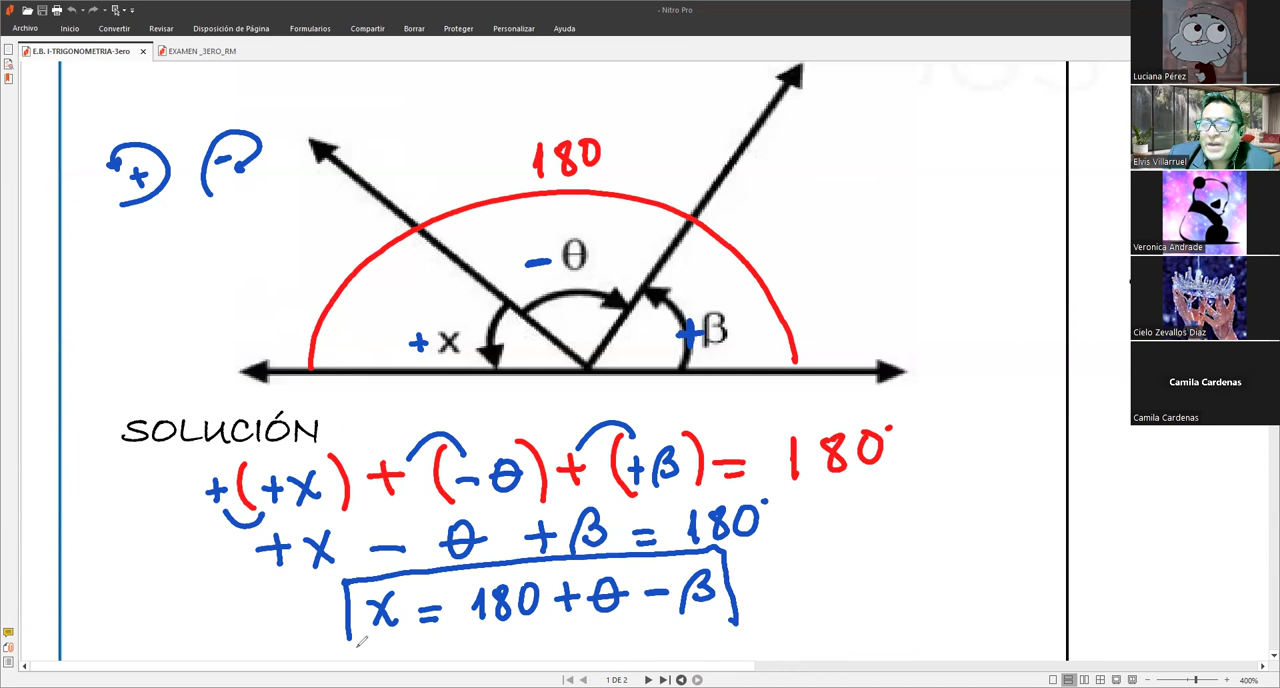 - Nitro Pro
Archivo Inicio Convertir Revisar Disposición de Página Formularios Compartir Borrar Proteger Personalizar Ayuda
E.B. I-TRIGONOMETRIA-3ero EXAMEN _3ERO_RM
Luciana Pérez
Elvis Villarruel
Veronica Andrade
Cielo Zevallos Diaz
Camila Cardenas
Camila Cardenas
+ -
180
- θ
+ x
+ β
SOLUCIÓN
+(+x) + (-θ) + (+β) = 180°
+x - θ + β = 180°
x = 180 + θ - β
1 DE 2
400%